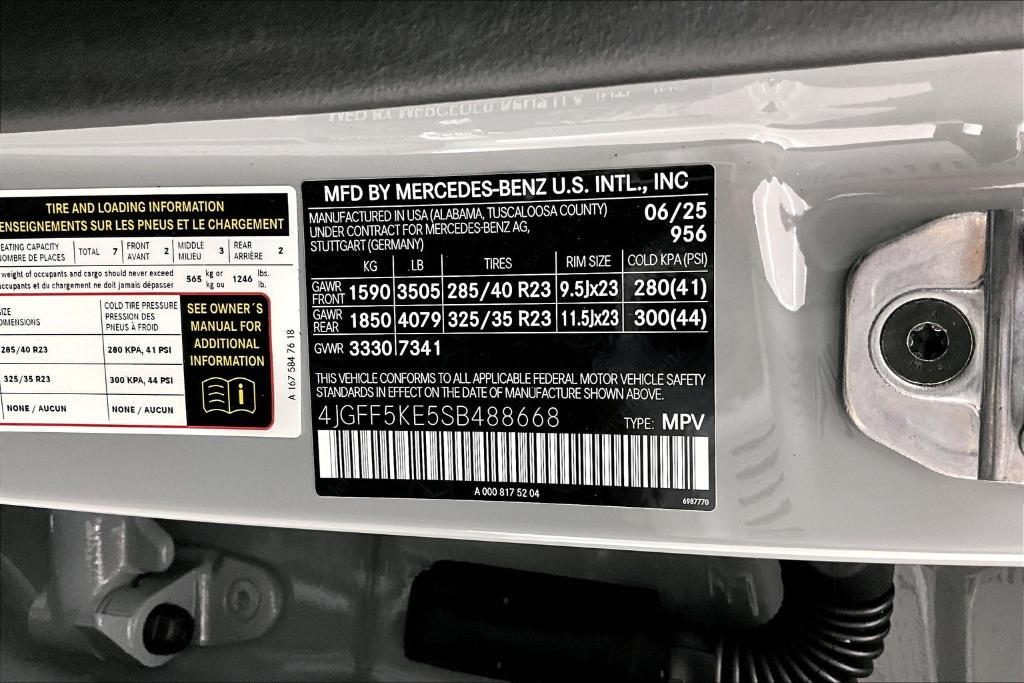 TIRE AND LOADING INFORMATION
ENSEIGNEMENTS SUR LES PNEUS ET LE CHARGEMENT
EATING CAPACITY TOTAL 7 FRONT 2 MIDDLE 3 REAR 2
NOMBRE DE PLACES AVANT MILIEU ARRIÈRE
weight of occupants and cargo should never exceed 565 kg or 1246 lbs.
occupants et du chargement ne doit jamais dépasser kg ou lb.
COLD TIRE PRESSURE
DIMENSIONS PRESSION DES
PNEUS À FROID
285/40 R23 280 KPA, 41 PSI
325/35 R23 300 KPA, 44 PSI
NONE / AUCUN NONE / AUCUN
SEE OWNER´S
MANUAL FOR
ADDITIONAL
INFORMATION
A 167 584 76 18
MFD BY MERCEDES-BENZ U.S. INTL., INC
MANUFACTURED IN USA (ALABAMA, TUSCALOOSA COUNTY) 06/25
UNDER CONTRACT FOR MERCEDES-BENZ AG, 956
STUTTGART (GERMANY)
KG LB TIRES RIM SIZE COLD KPA (PSI)
GAWR FRONT 1590 3505 285/40 R23 9.5Jx23 280(41)
GAWR REAR 1850 4079 325/35 R23 11.5Jx23 300(44)
GVWR 3330 7341
THIS VEHICLE CONFORMS TO ALL APPLICABLE FEDERAL MOTOR VEHICLE SAFETY
STANDARDS IN EFFECT ON THE DATE OF MANUFACTURE SHOWN ABOVE.
4JGFF5KE5SB488668 TYPE: MPV
A 000 817 52 04
6987770